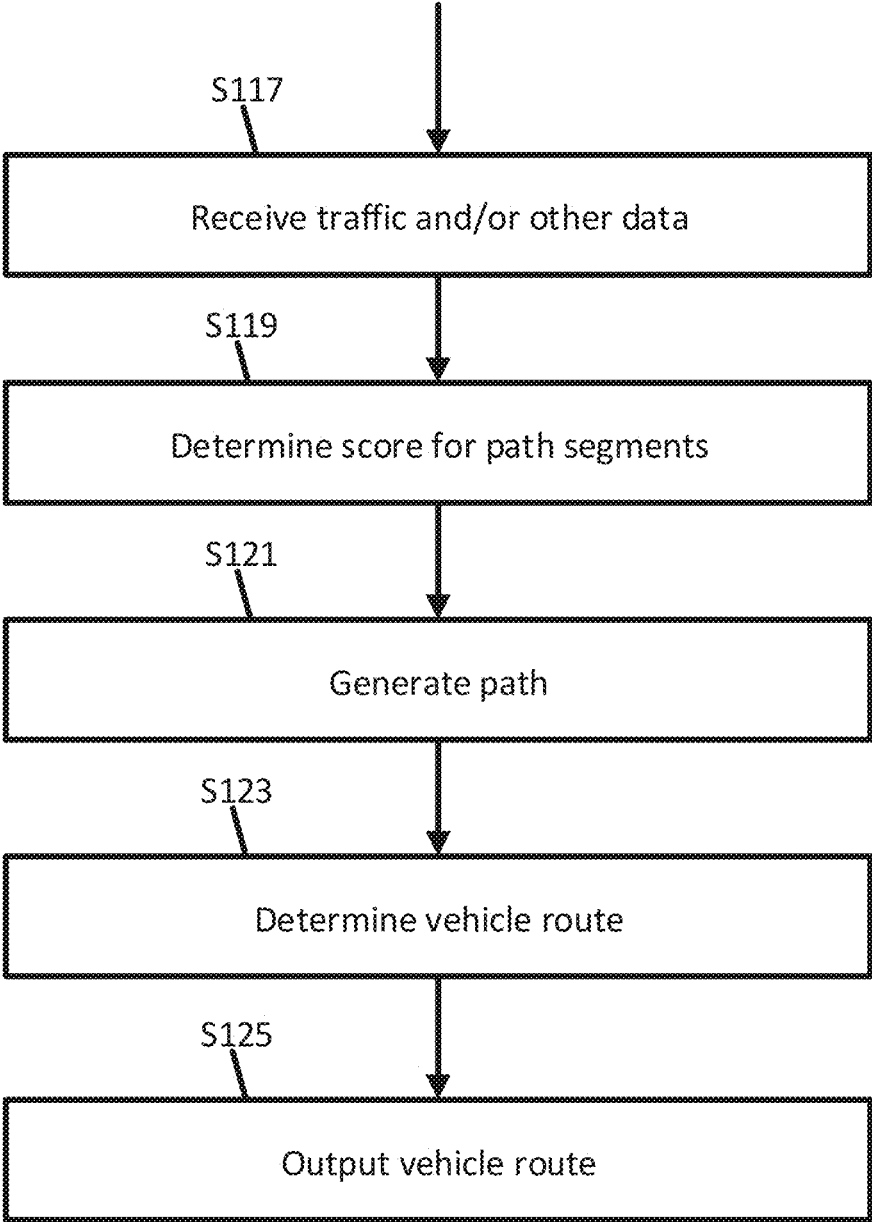 S117
Receive traffic and/or other data
S119
Determine score for path segments
S121
Generate path
S123
Determine vehicle route
S125
Output vehicle route